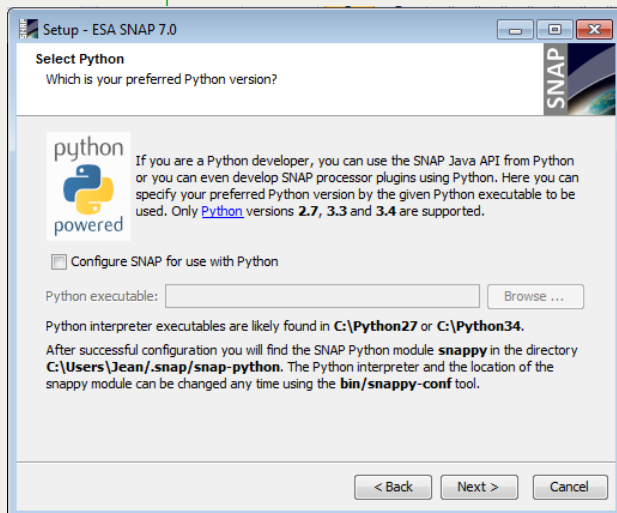 Setup - ESA SNAP 7.0
Select Python
Which is your preferred Python version?
SNAP
python
powered
If you are a Python developer, you can use the SNAP Java API from Python
or you can even develop SNAP processor plugins using Python. Here you can
specify your preferred Python version by the given Python executable to be
used. Only Python versions 2.7, 3.3 and 3.4 are supported.
Configure SNAP for use with Python
Python executable:
Browse ...
Python interpreter executables are likely found in C:\Python27 or C:\Python34.
After successful configuration you will find the SNAP Python module snappy in the directory
C:\Users\Jean/.snap/snap-python. The Python interpreter and the location of the
snappy module can be changed any time using the bin/snappy-conf tool.
< Back
Next >
Cancel